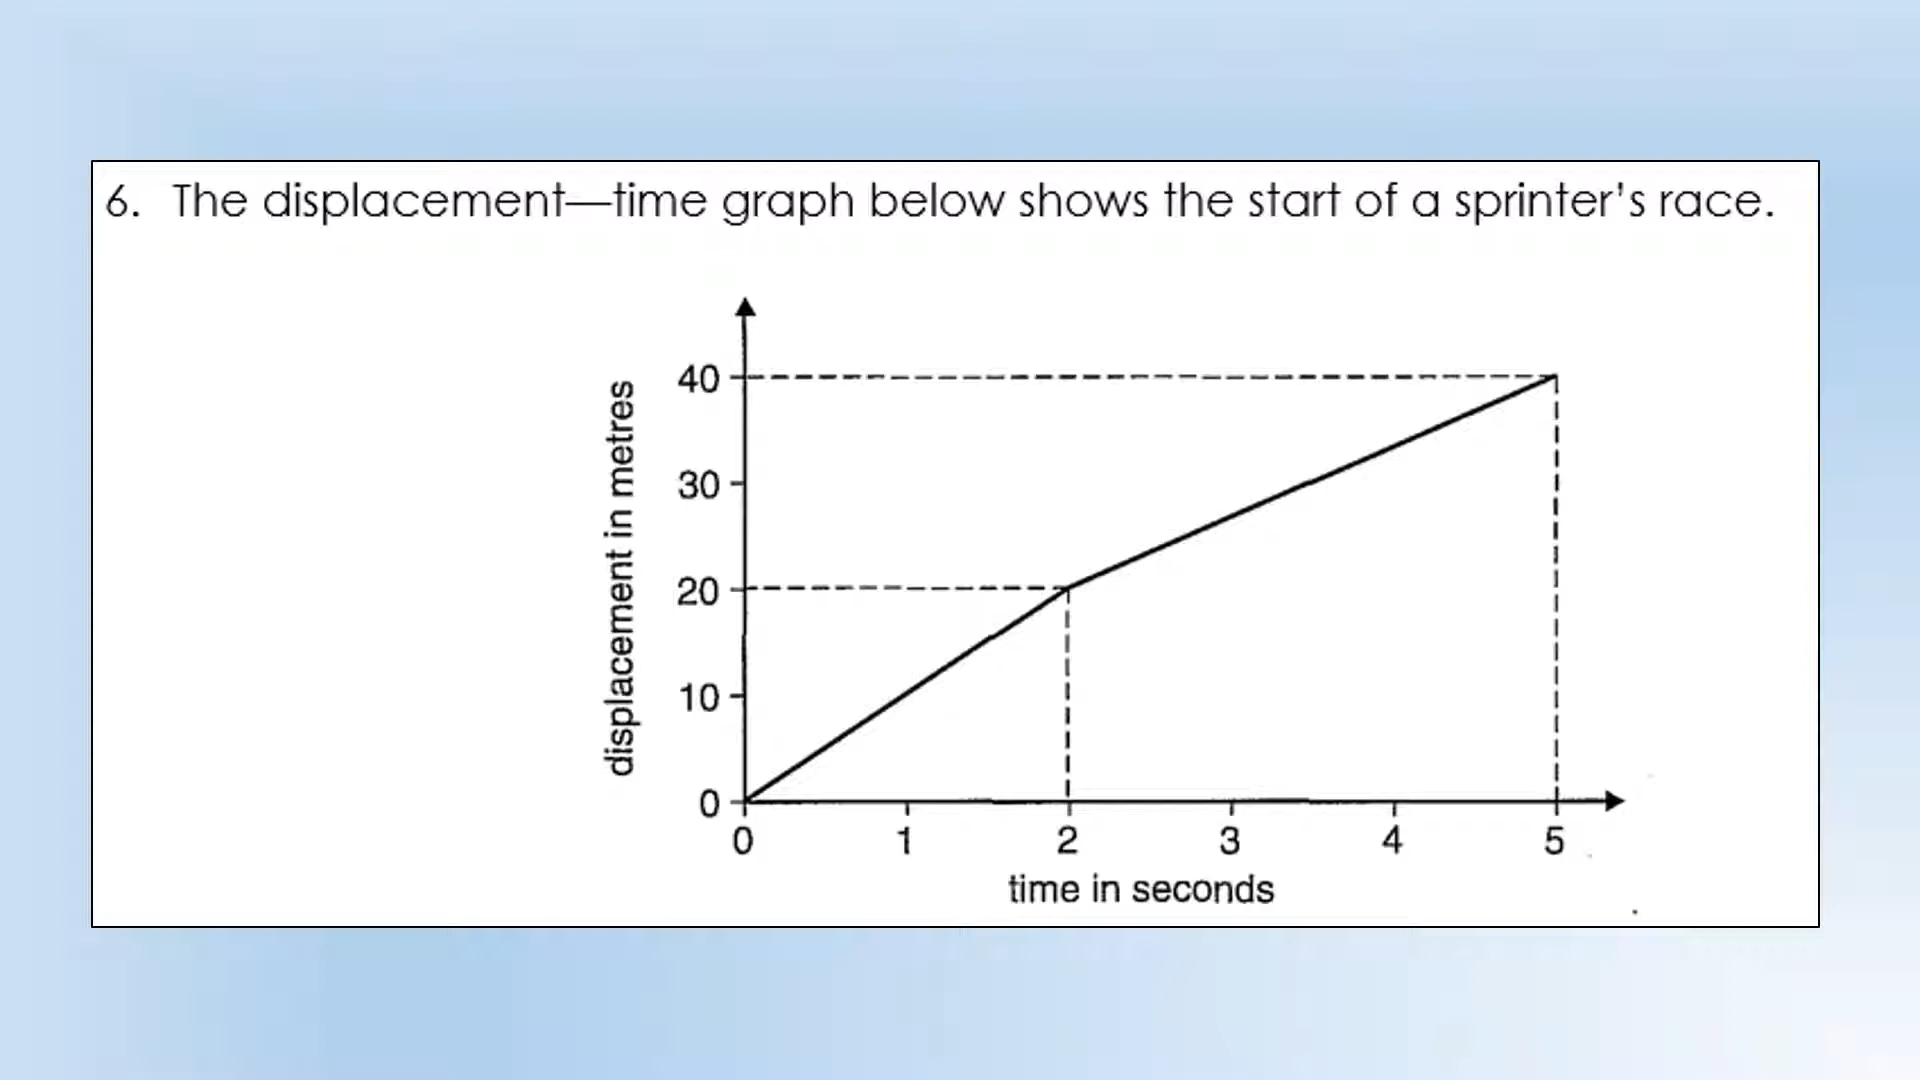 6. The displacement—time graph below shows the start of a sprinter's race.
displacement in metres
40
30
20
10
0
0 1 2 3 4 5
time in seconds